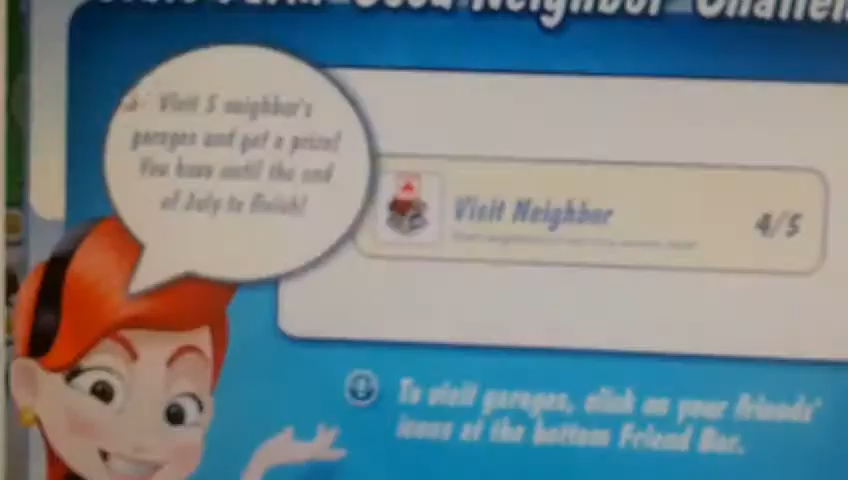 Good Neighbor Challen
Visit 5 neighbor's
garages and get a prize!
You have until the end
of July to finish!
Visit Neighbor
4/5
To visit garages, click on your friends'
icons at the bottom Friend Bar.